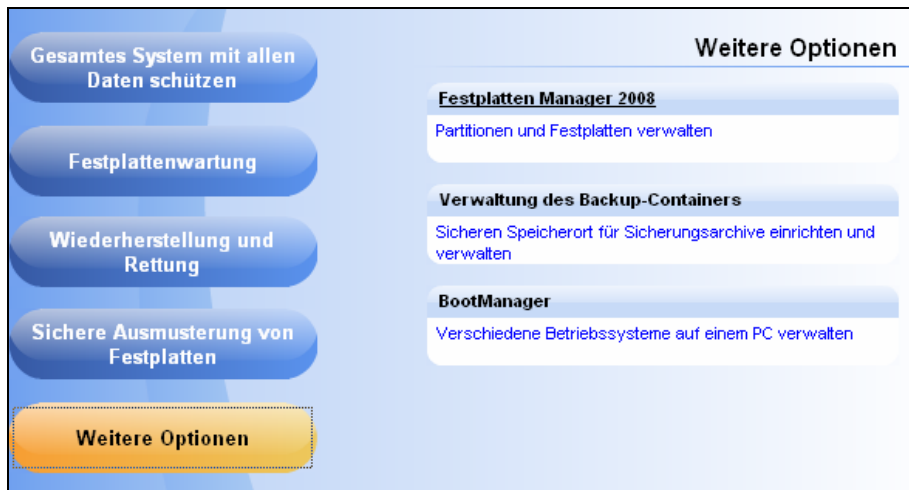 Gesamtes System mit allen
Daten schützen
Festplattenwartung
Wiederherstellung und
Rettung
Sichere Ausmusterung von
Festplatten
Weitere Optionen
Weitere Optionen
Festplatten Manager 2008
Partitionen und Festplatten verwalten
Verwaltung des Backup-Containers
Sicheren Speicherort für Sicherungsarchive einrichten und
verwalten
BootManager
Verschiedene Betriebssysteme auf einem PC verwalten